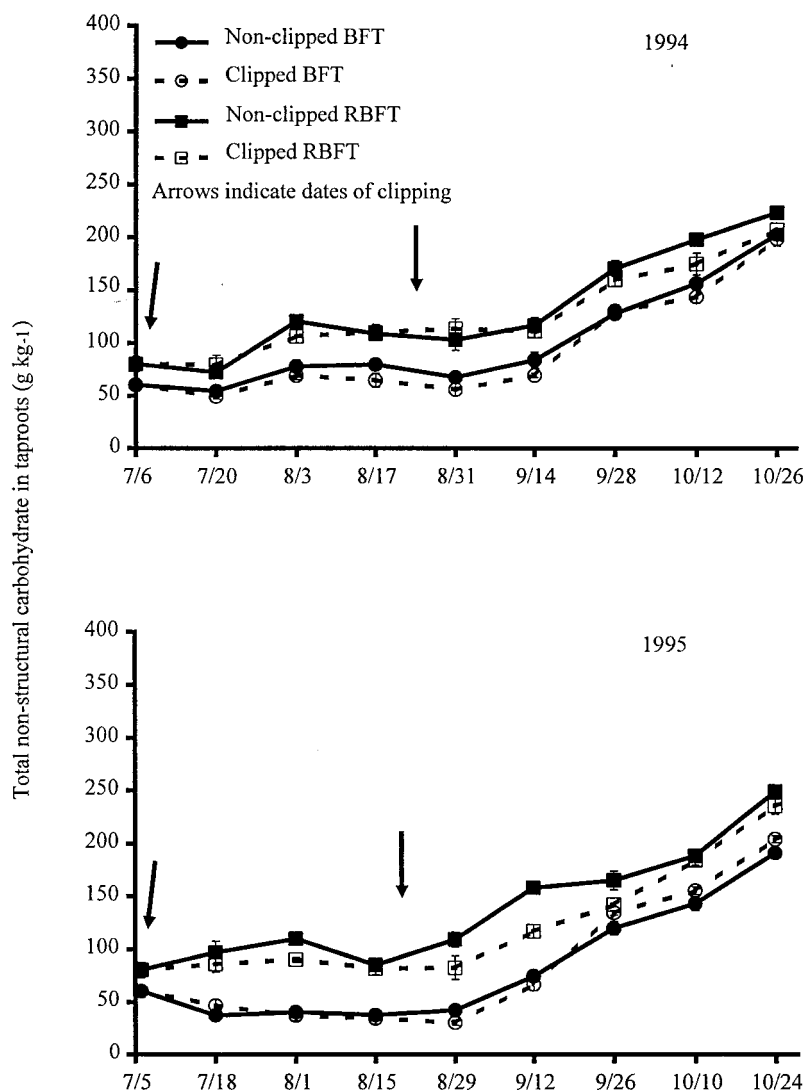 Total non-structural carbohydrate in taproots (g kg-1)
400
350
300
250
200
150
100
50
0
Non-clipped BFT
Clipped BFT
Non-clipped RBFT
Clipped RBFT
Arrows indicate dates of clipping
1994
7/6 7/20 8/3 8/17 8/31 9/14 9/28 10/12 10/26
400
350
300
250
200
150
100
50
0
1995
7/5 7/18 8/1 8/15 8/29 9/12 9/26 10/10 10/24